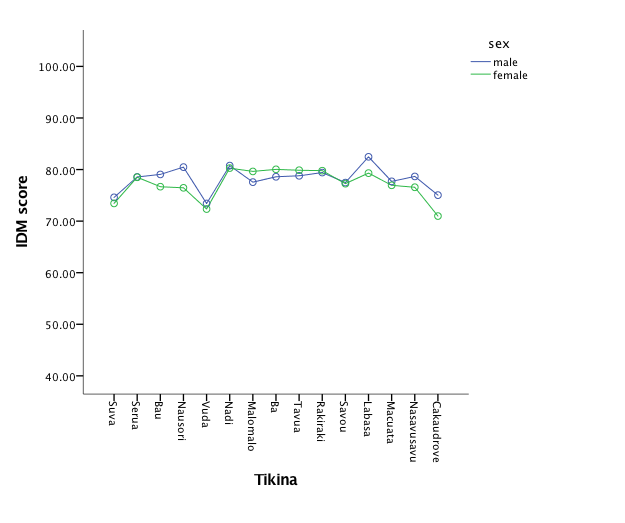 sex
male
female
100.00
90.00
80.00
70.00
60.00
50.00
40.00
IDM score
Suva
Serua
Bau
Nausori
Vuda
Nadi
Malomalo
Ba
Tavua
Rakiraki
Savou
Labasa
Macuata
Nasavusavu
Cakaudrove
Tikina